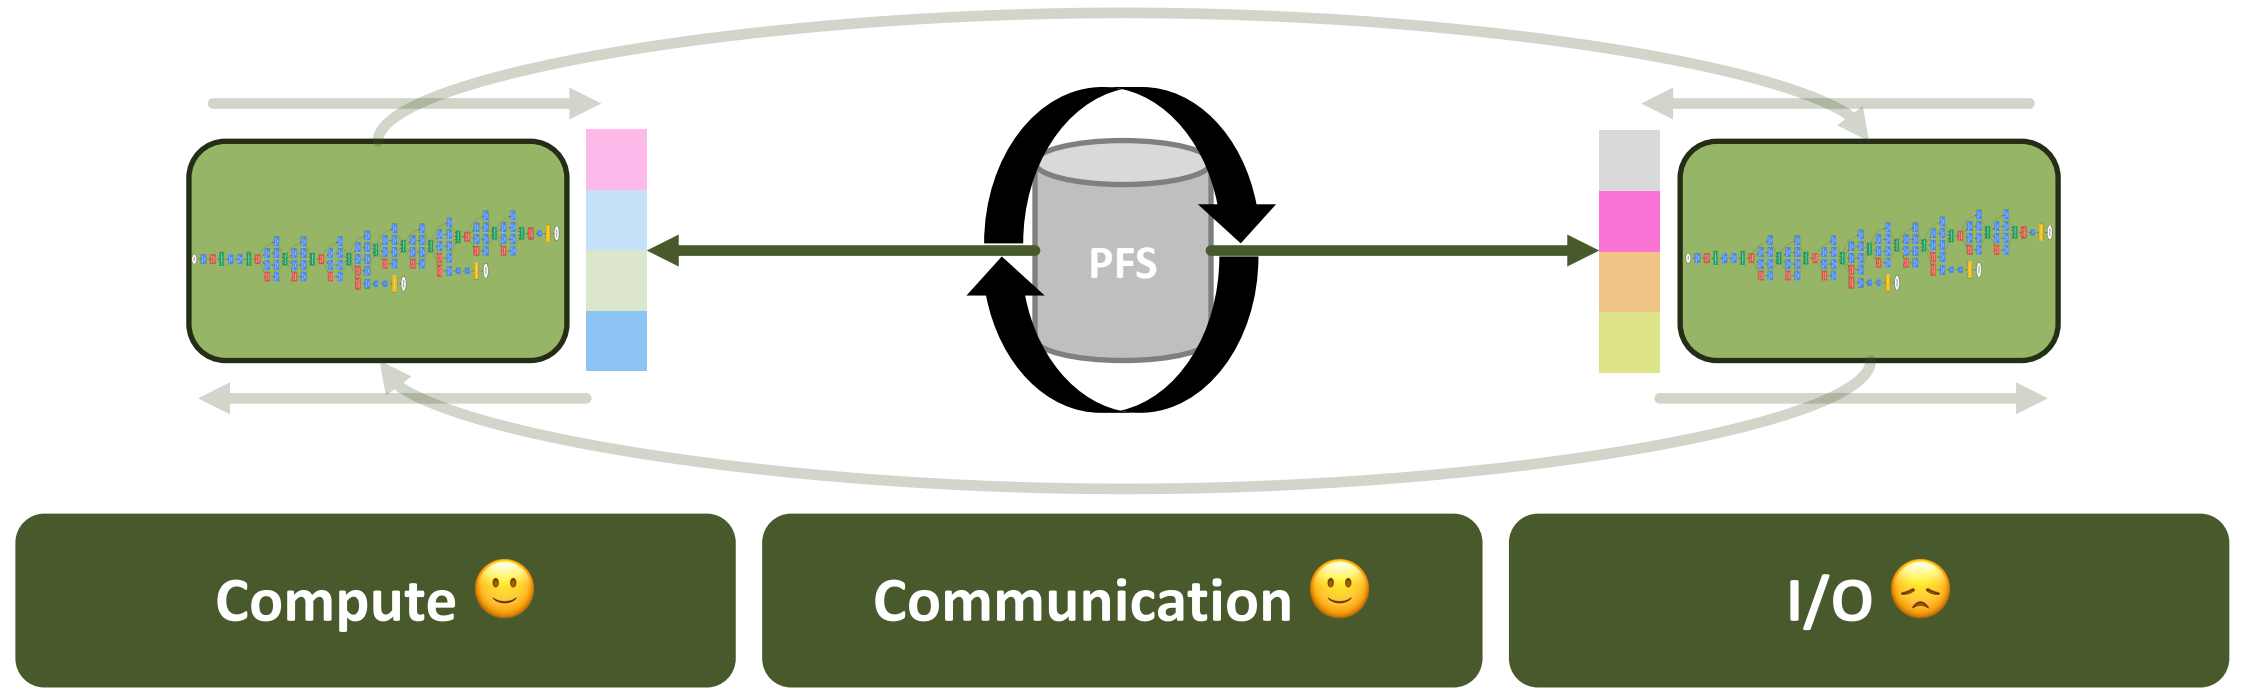 PFS
Compute 🙂
Communication 🙂
I/O 😞